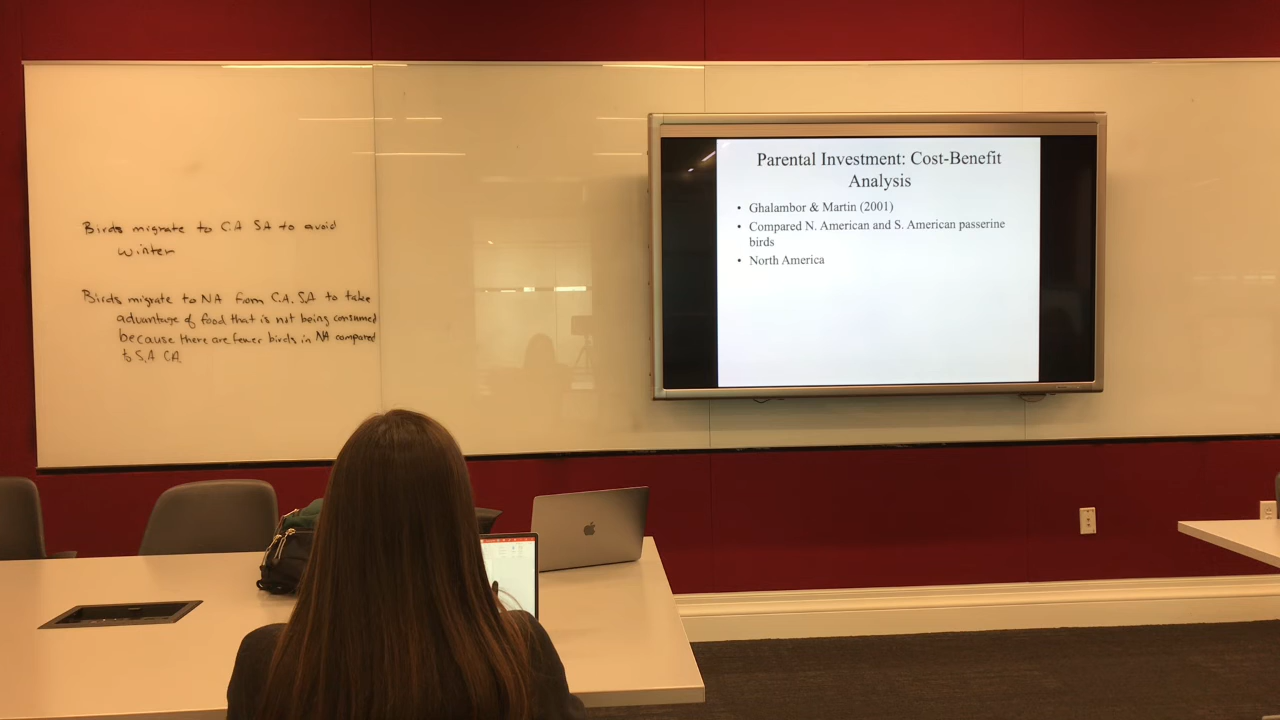 Birds migrate to C.A S.A to avoid
winter
Birds migrate to NA from C.A. S.A to take
advantage of food that is not being consumed
because there are fewer birds in NA compared
to S.A CA.
Parental Investment: Cost-Benefit
Analysis
• Ghalambor & Martin (2001)
• Compared N. American and S. American passerine
birds
• North America